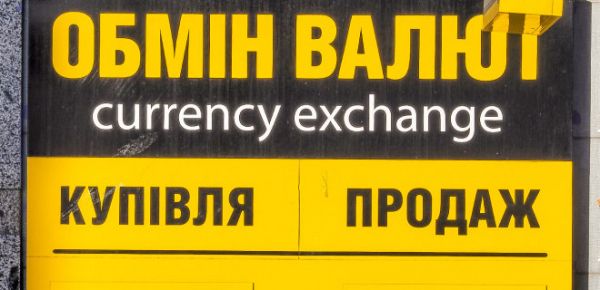 ОБМІН ВАЛЮТ
currency exchange
КУПІВЛЯ ПРОДАЖ